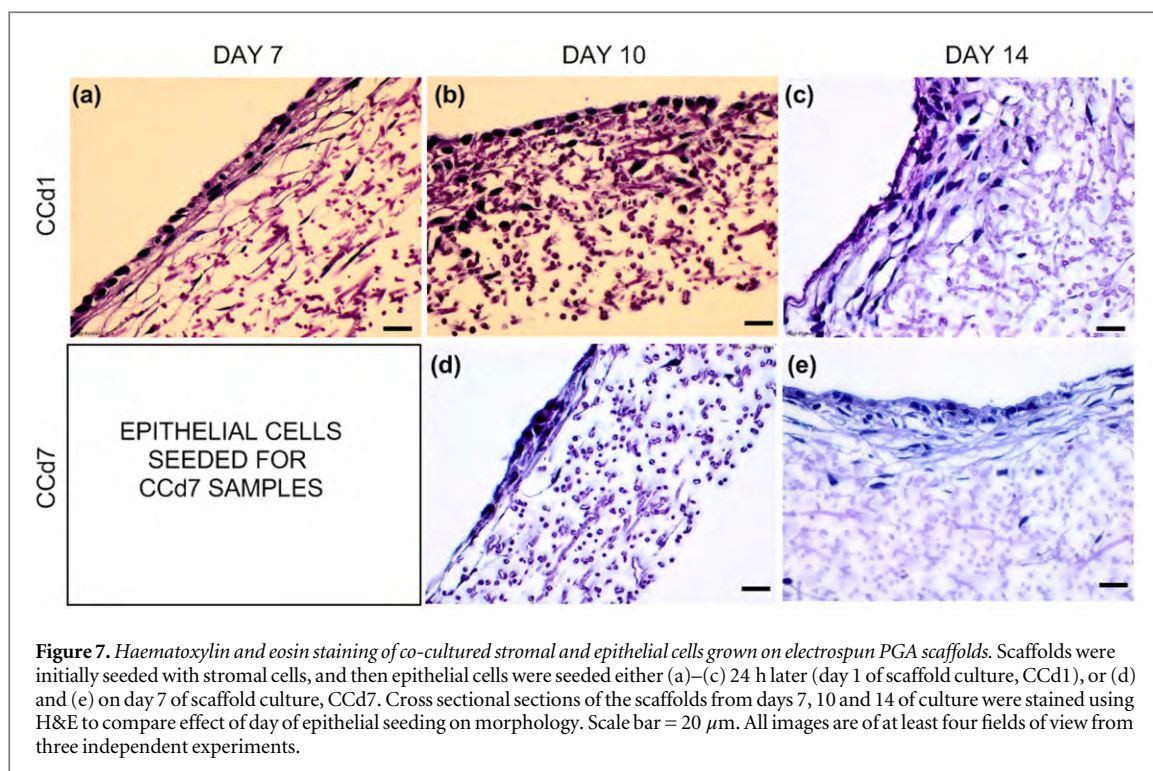 DAY 7
DAY 10
DAY 14
(a)
(b)
(c)
CCd1
(d)
(e)
CCd7
EPITHELIAL CELLS
SEEDED FOR
CCd7 SAMPLES
Figure 7. Haematoxylin and eosin staining of co-cultured stromal and epithelial cells grown on electrospun PGA scaffolds. Scaffolds were
initially seeded with stromal cells, and then epithelial cells were seeded either (a)–(c) 24 h later (day 1 of scaffold culture, CCd1), or (d)
and (e) on day 7 of scaffold culture, CCd7. Cross sectional sections of the scaffolds from days 7, 10 and 14 of culture were stained using
H&E to compare effect of day of epithelial seeding on morphology. Scale bar = 20 μm. All images are of at least four fields of view from
three independent experiments.